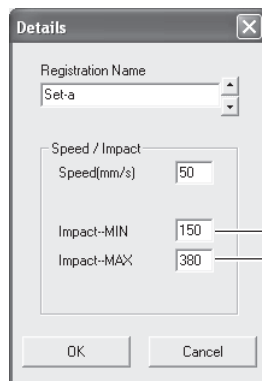 Details
Registration Name
Set-a
Speed / Impact
Speed(mm/s) 50
Impact--MIN 150
Impact--MAX 380
OK Cancel